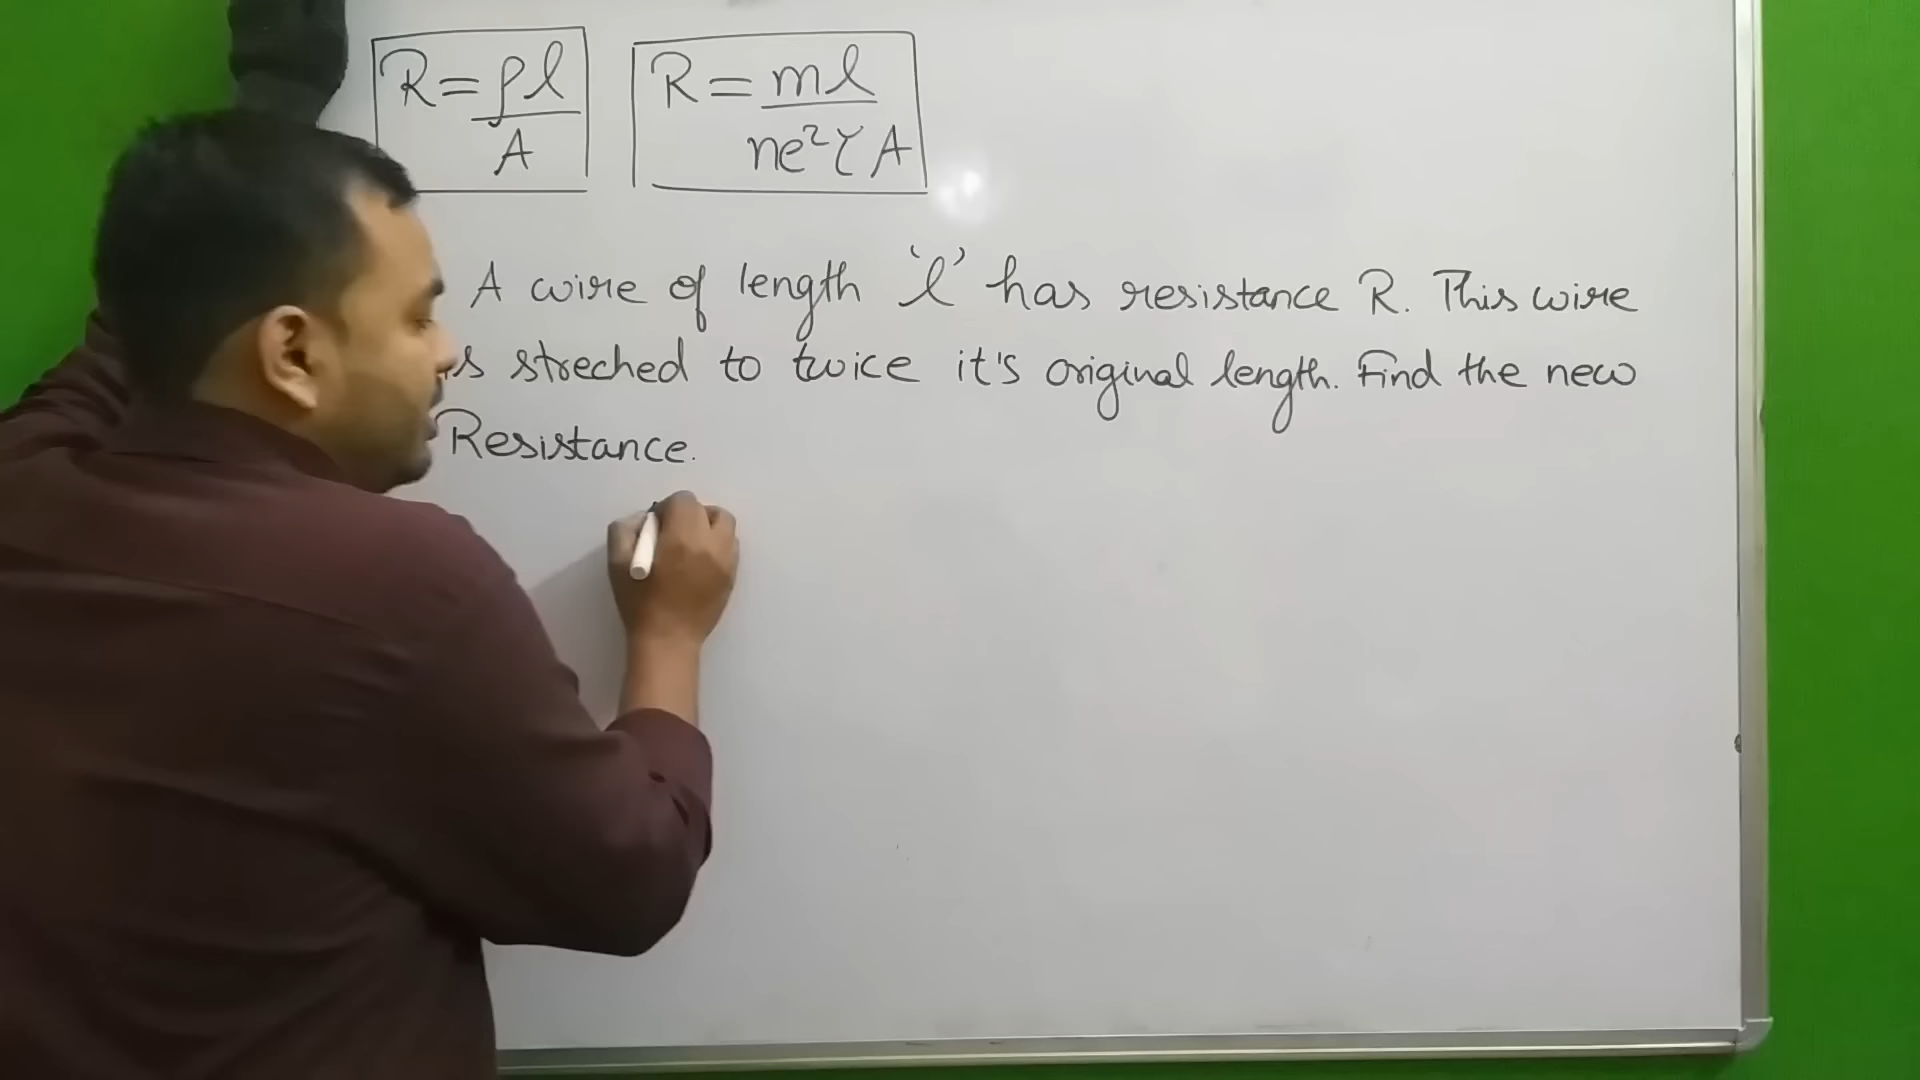 R = ρl / A
R = ml / ne²τA
A wire of length 'l' has resistance R. This wire
is streched to twice it's original length. Find the new
Resistance.